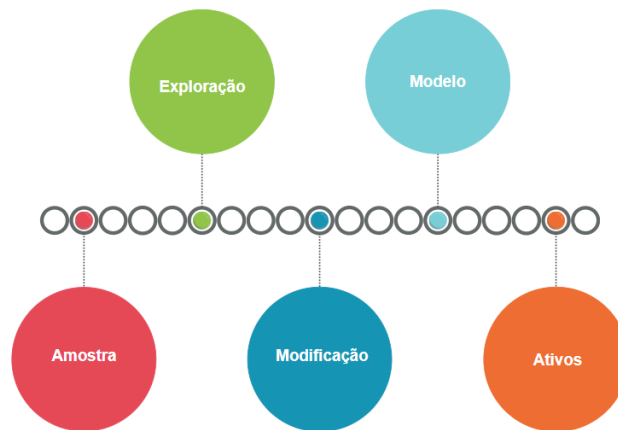 Exploração
Modelo
Amostra
Modificação
Ativos